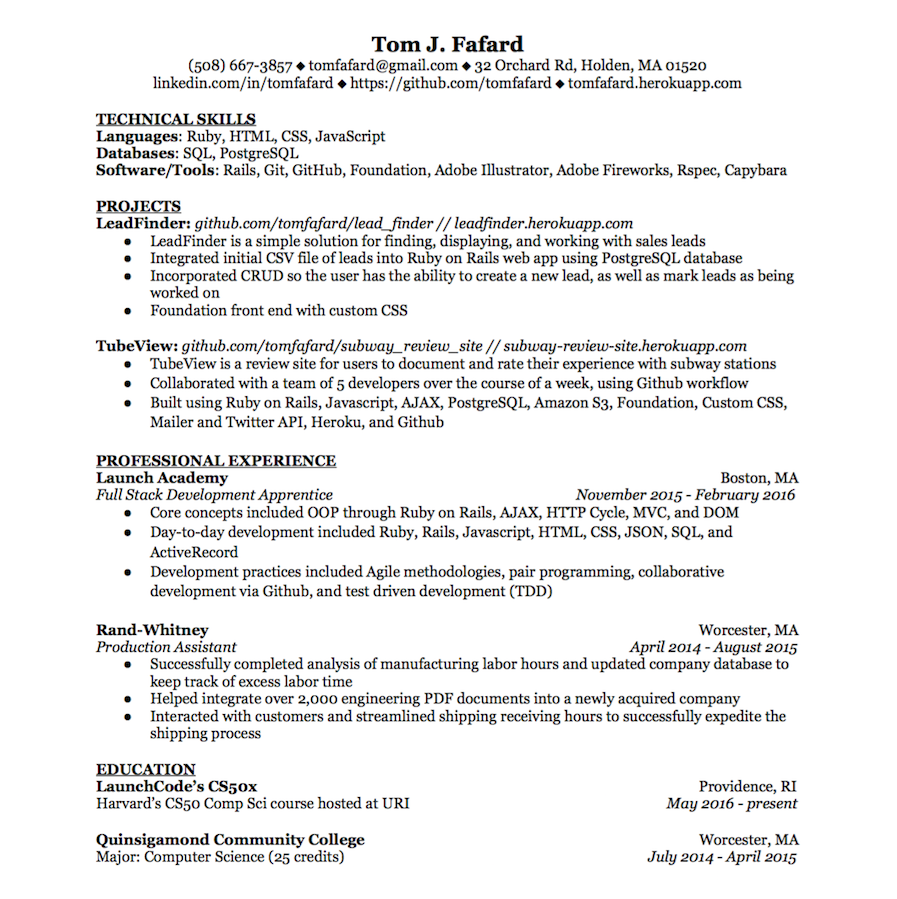 Tom J. Fafard
(508) 667-3857 ◆ tomfafard@gmail.com ◆ 32 Orchard Rd, Holden, MA 01520
linkedin.com/in/tomfafard ◆ https://github.com/tomfafard ◆ tomfafard.herokuapp.com
TECHNICAL SKILLS
Languages: Ruby, HTML, CSS, JavaScript
Databases: SQL, PostgreSQL
Software/Tools: Rails, Git, GitHub, Foundation, Adobe Illustrator, Adobe Fireworks, Rspec, Capybara
PROJECTS
LeadFinder: github.com/tomfafard/lead_finder // leadfinder.herokuapp.com
● LeadFinder is a simple solution for finding, displaying, and working with sales leads
● Integrated initial CSV file of leads into Ruby on Rails web app using PostgreSQL database
● Incorporated CRUD so the user has the ability to create a new lead, as well as mark leads as being
worked on
● Foundation front end with custom CSS
TubeView: github.com/tomfafard/subway_review_site // subway-review-site.herokuapp.com
● TubeView is a review site for users to document and rate their experience with subway stations
● Collaborated with a team of 5 developers over the course of a week, using Github workflow
● Built using Ruby on Rails, Javascript, AJAX, PostgreSQL, Amazon S3, Foundation, Custom CSS,
Mailer and Twitter API, Heroku, and Github
PROFESSIONAL EXPERIENCE
Launch Academy Boston, MA
Full Stack Development Apprentice November 2015 - February 2016
● Core concepts included OOP through Ruby on Rails, AJAX, HTTP Cycle, MVC, and DOM
● Day-to-day development included Ruby, Rails, Javascript, HTML, CSS, JSON, SQL, and
ActiveRecord
● Development practices included Agile methodologies, pair programming, collaborative
development via Github, and test driven development (TDD)
Rand-Whitney Worcester, MA
Production Assistant April 2014 - August 2015
● Successfully completed analysis of manufacturing labor hours and updated company database to
keep track of excess labor time
● Helped integrate over 2,000 engineering PDF documents into a newly acquired company
● Interacted with customers and streamlined shipping receiving hours to successfully expedite the
shipping process
EDUCATION
LaunchCode's CS50x Providence, RI
Harvard's CS50 Comp Sci course hosted at URI May 2016 - present
Quinsigamond Community College Worcester, MA
Major: Computer Science (25 credits) July 2014 - April 2015